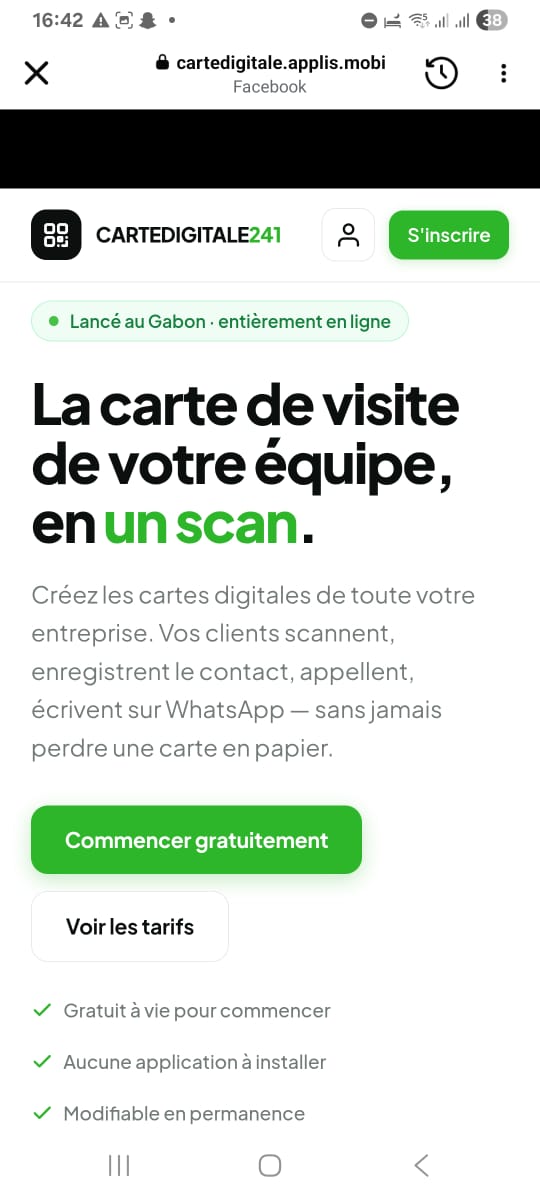 16:42
38
cartedigitale.applis.mobi
Facebook
CARTEDIGITALE241
S'inscrire
Lancé au Gabon · entièrement en ligne
La carte de visite
de votre équipe,
en un scan.
Créez les cartes digitales de toute votre
entreprise. Vos clients scannent,
enregistrent le contact, appellent,
écrivent sur WhatsApp — sans jamais
perdre une carte en papier.
Commencer gratuitement
Voir les tarifs
Gratuit à vie pour commencer
Aucune application à installer
Modifiable en permanence